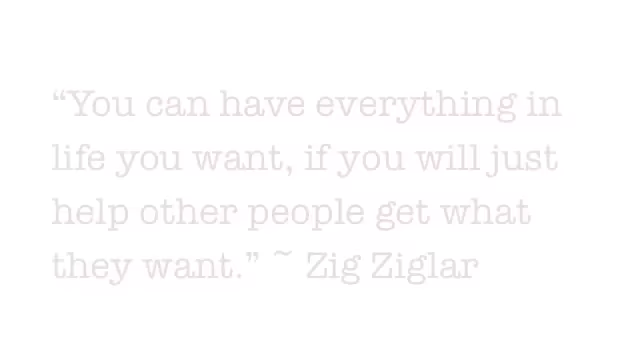 “You can have everything in
life you want, if you will just
help other people get what
they want.” ~ Zig Ziglar